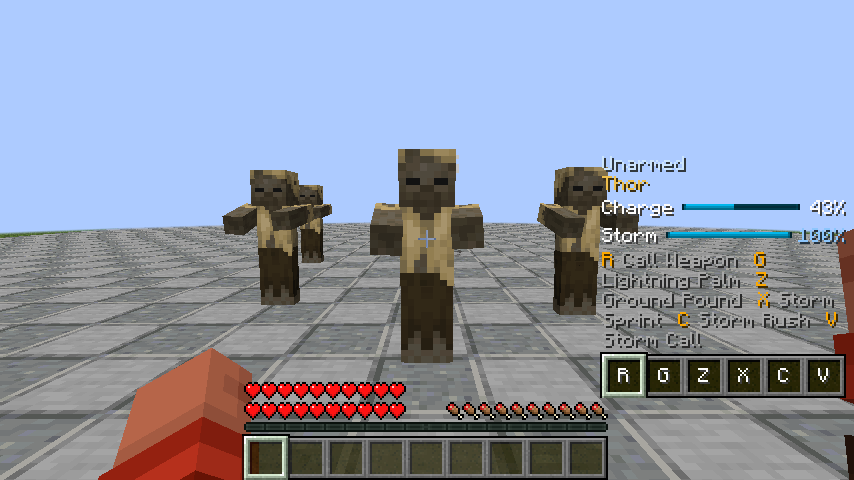 Unarmed
Thor
Charge 43%
Storm 100%
R Call Weapon G
Lightning Palm Z
Ground Pound X Storm
Sprint C Storm Rush V
Storm Call
R G Z X C V